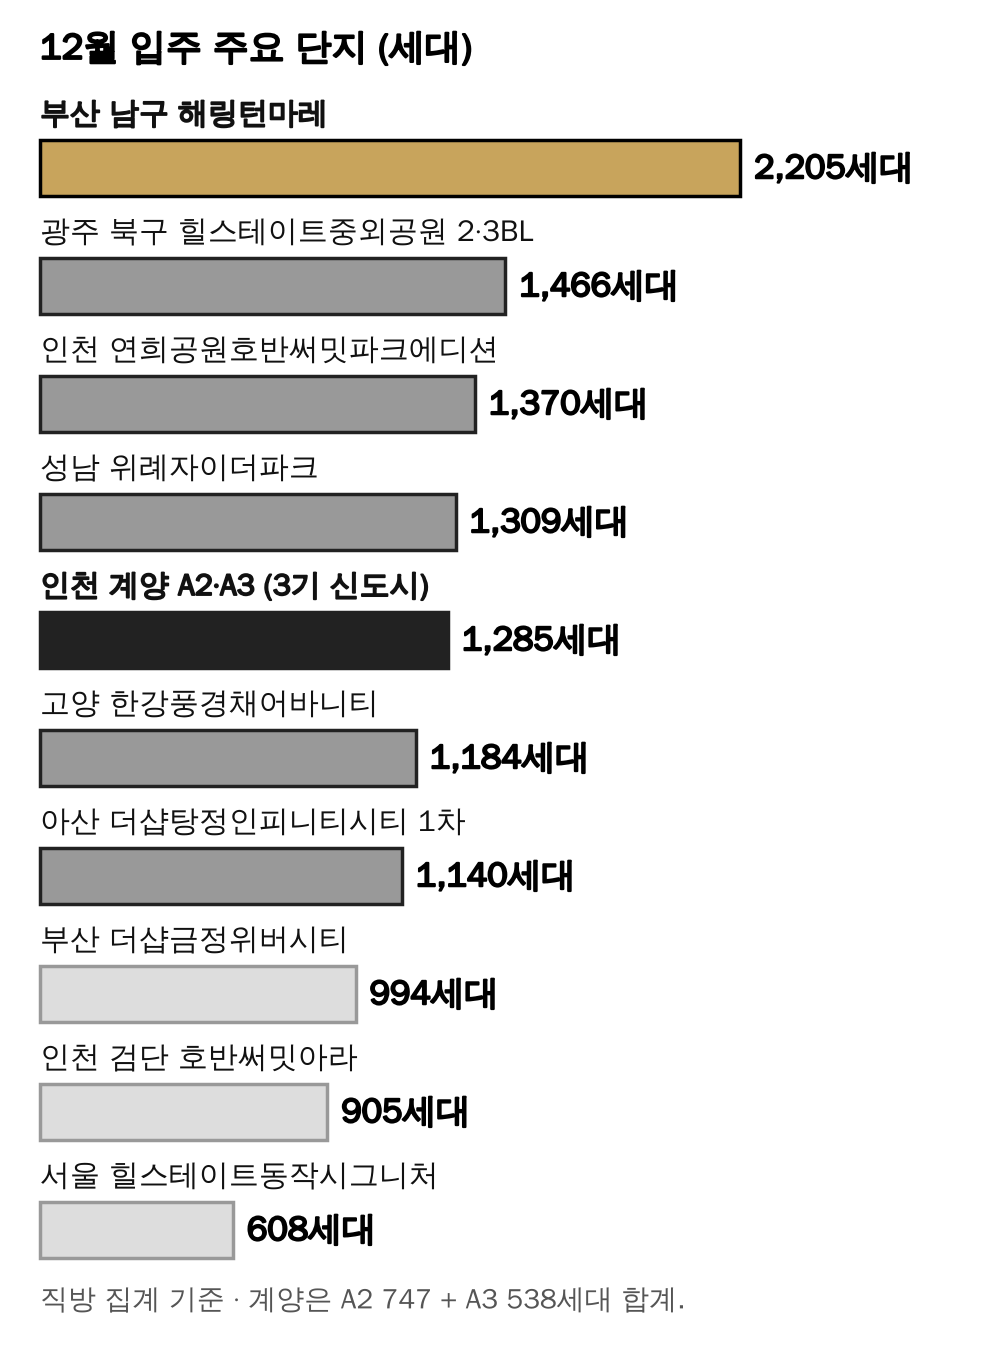 12월 입주 주요 단지 (세대)
부산 남구 해링턴마레
2,205세대
광주 북구 힐스테이트중외공원 2·3BL
1,466세대
인천 연희공원호반써밋파크에디션
1,370세대
성남 위례자이더파크
1,309세대
인천 계양 A2·A3 (3기 신도시)
1,285세대
고양 한강풍경채어바니티
1,184세대
아산 더샵탕정인피니티시티 1차
1,140세대
부산 더샵금정위버시티
994세대
인천 검단 호반써밋아라
905세대
서울 힐스테이트동작시그니처
608세대
직방 집계 기준 · 계양은 A2 747 + A3 538세대 합계.